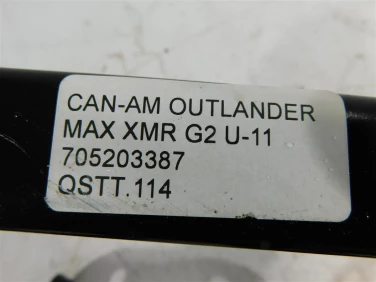 CAN-AM OUTLANDER
MAX XMR G2 U-11
705203387
QSTT.114